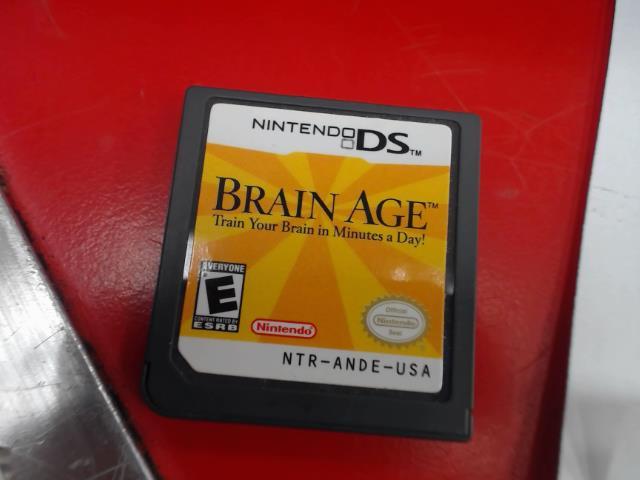 NINTENDO DS™
BRAIN AGE™
Train Your Brain in Minutes a Day!
EVERYONE
E
CONTENT RATED BY
ESRB
Nintendo®
Official
Nintendo
Seal
NTR-ANDE-USA